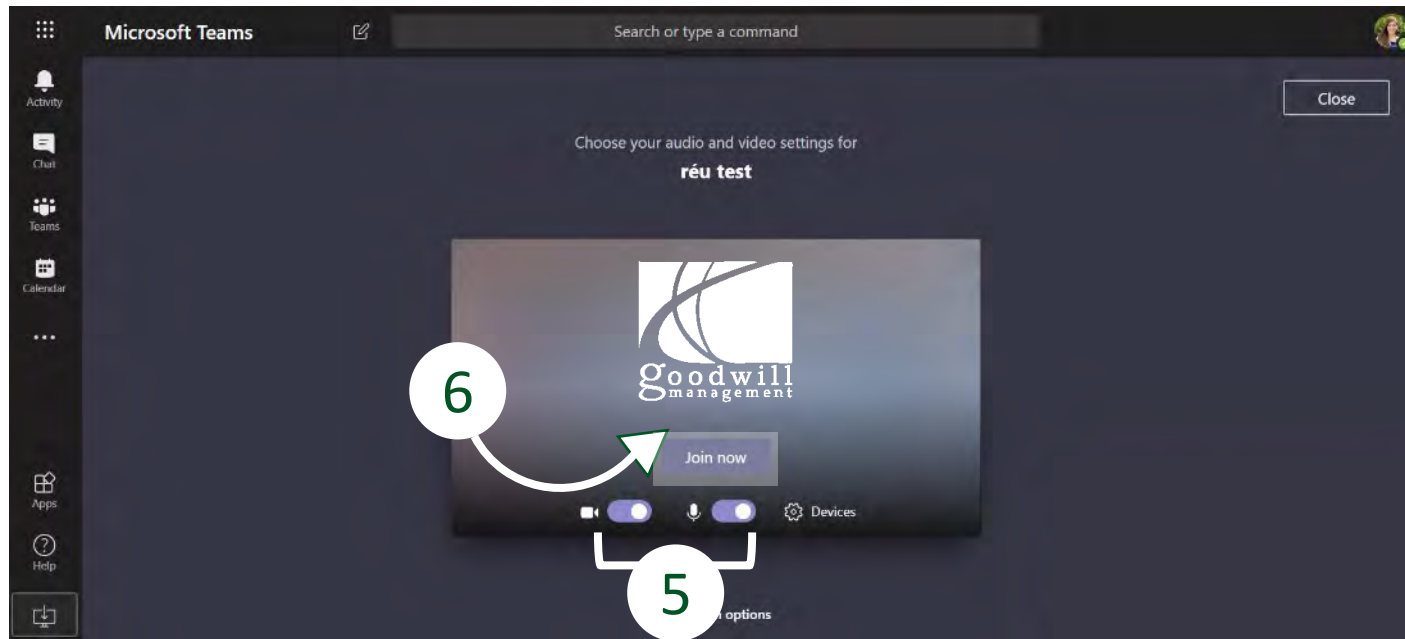 Microsoft Teams
Search or type a command
Activity
Close
Chat
Choose your audio and video settings for
réu test
Teams
Calendar
goodwill
management
6
Join now
Apps
Devices
Help
5
options